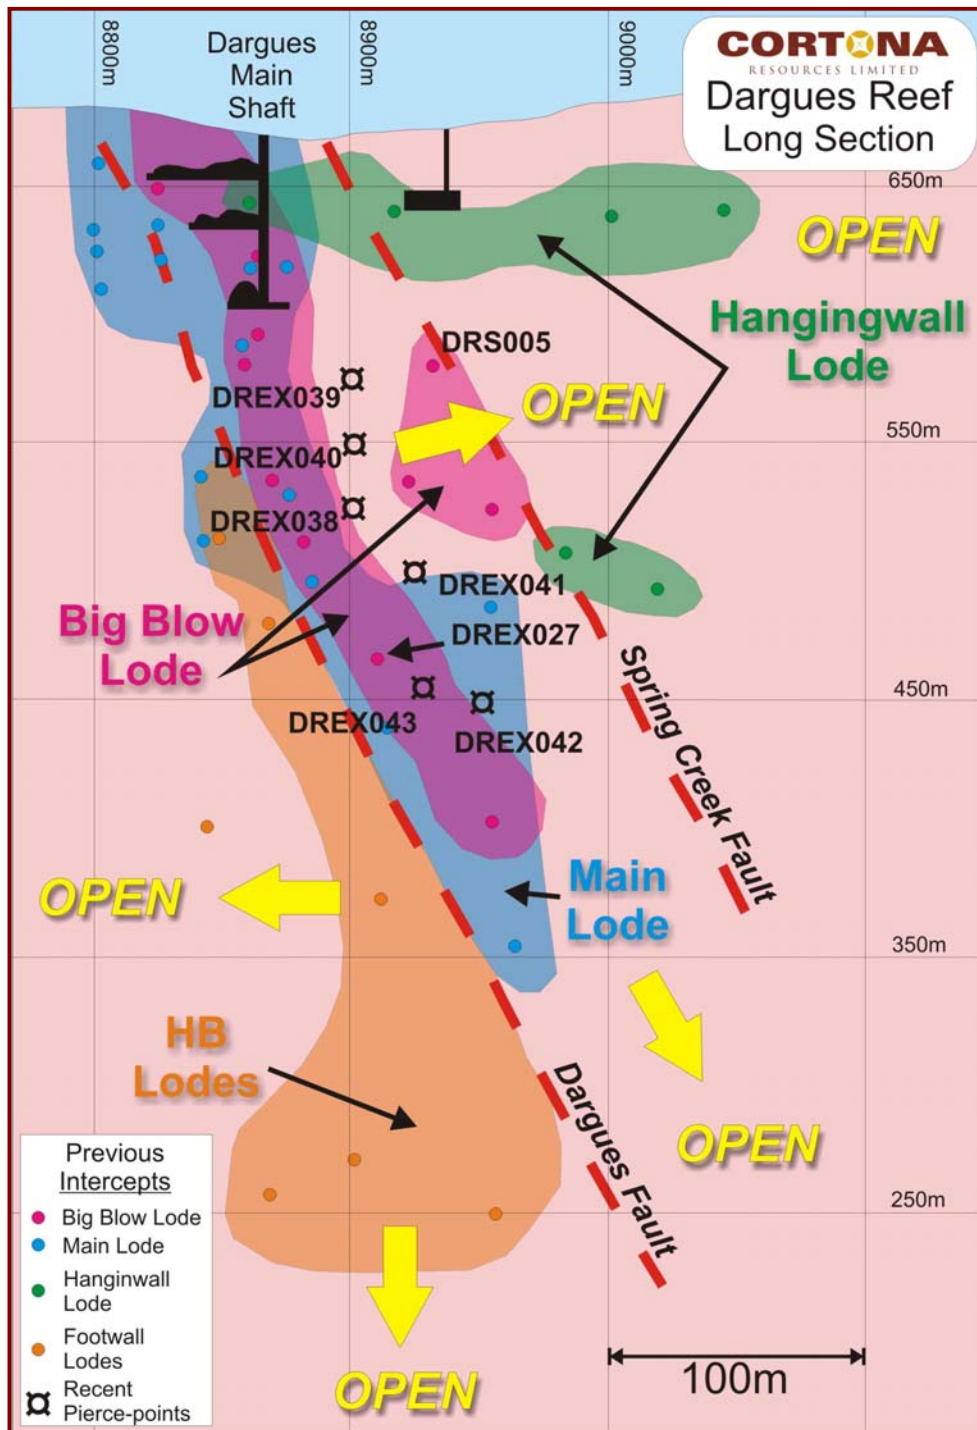 8800m
8900m
9000m
Dargues
Main
Shaft
CORTONA
RESOURCES LIMITED
Dargues Reef
Long Section
650m
OPEN
Hangingwall
Lode
DRS005
DREX039
OPEN
550m
DREX040
DREX038
DREX041
Big Blow
Lode
DREX027
Spring Creek Fault
450m
DREX043
DREX042
Main
Lode
OPEN
350m
HB
Lodes
Dargues Fault
OPEN
250m
Previous
Intercepts
Big Blow Lode
Main Lode
Hanginwall
Lode
Footwall
Lodes
Recent
Pierce-points
100m
OPEN